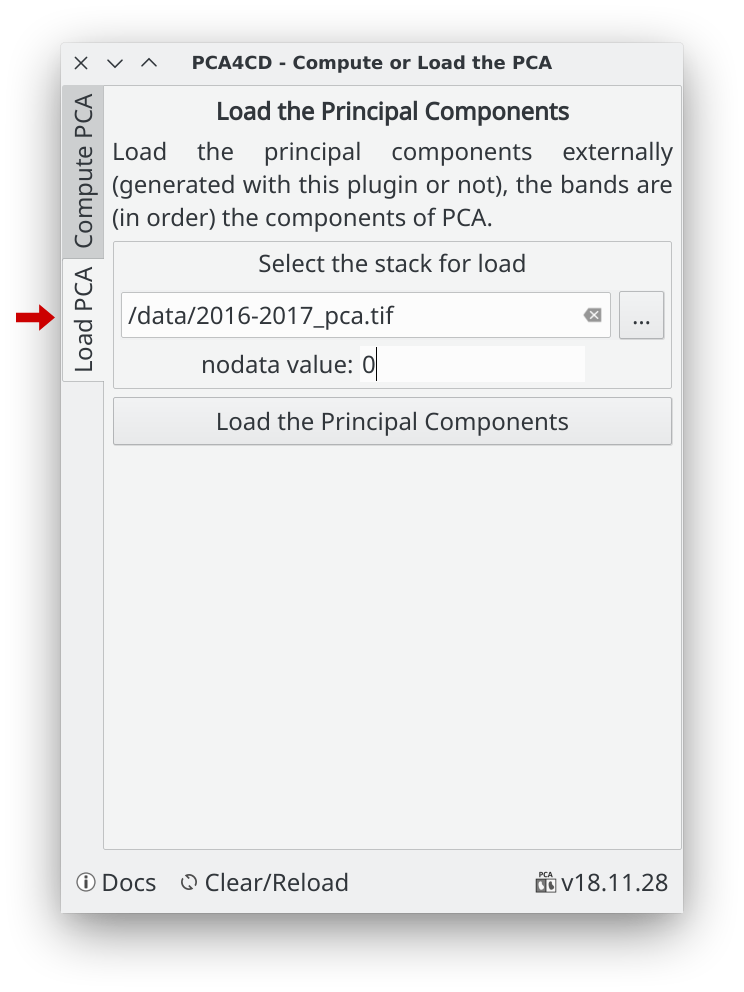 PCA4CD - Compute or Load the PCA
Compute PCA
Load PCA
Load the Principal Components
Load the principal components externally
(generated with this plugin or not), the bands are
(in order) the components of PCA.
Select the stack for load
/data/2016-2017_pca.tif
...
nodata value: 0
Load the Principal Components
Docs Clear/Reload PCA v18.11.28